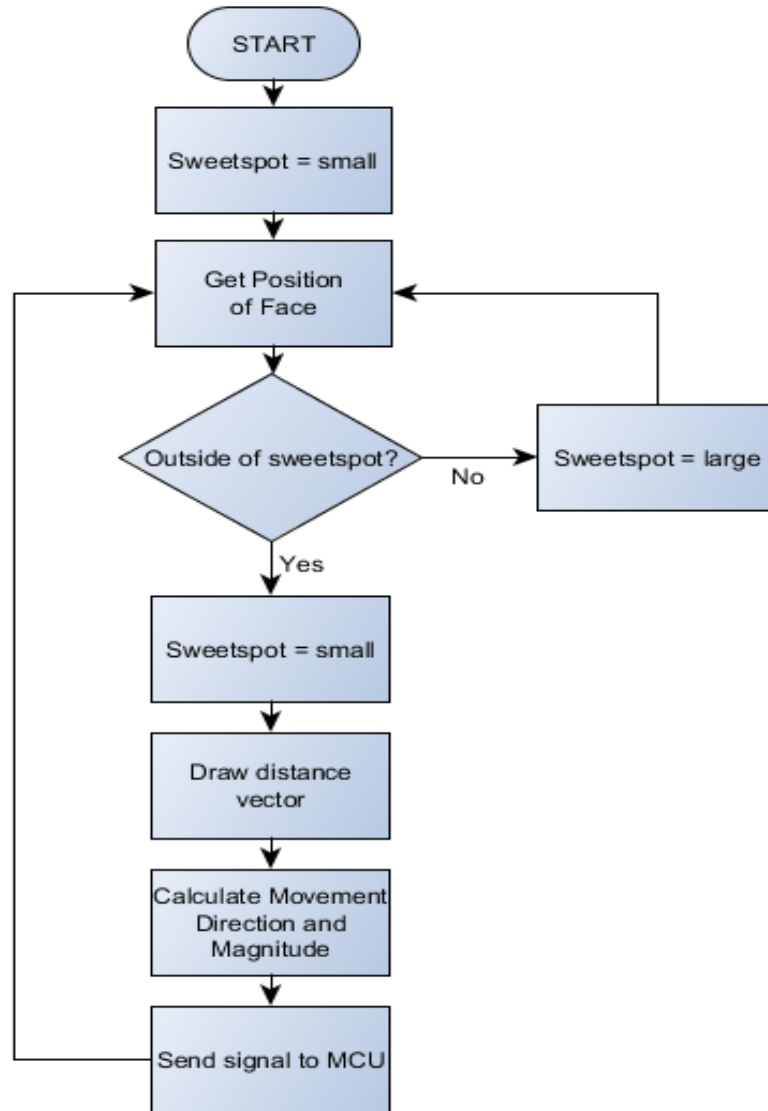 START
Sweetspot = small
Get Position
of Face
Outside of sweetspot?
No
Sweetspot = large
Yes
Sweetspot = small
Draw distance
vector
Calculate Movement
Direction and
Magnitude
Send signal to MCU